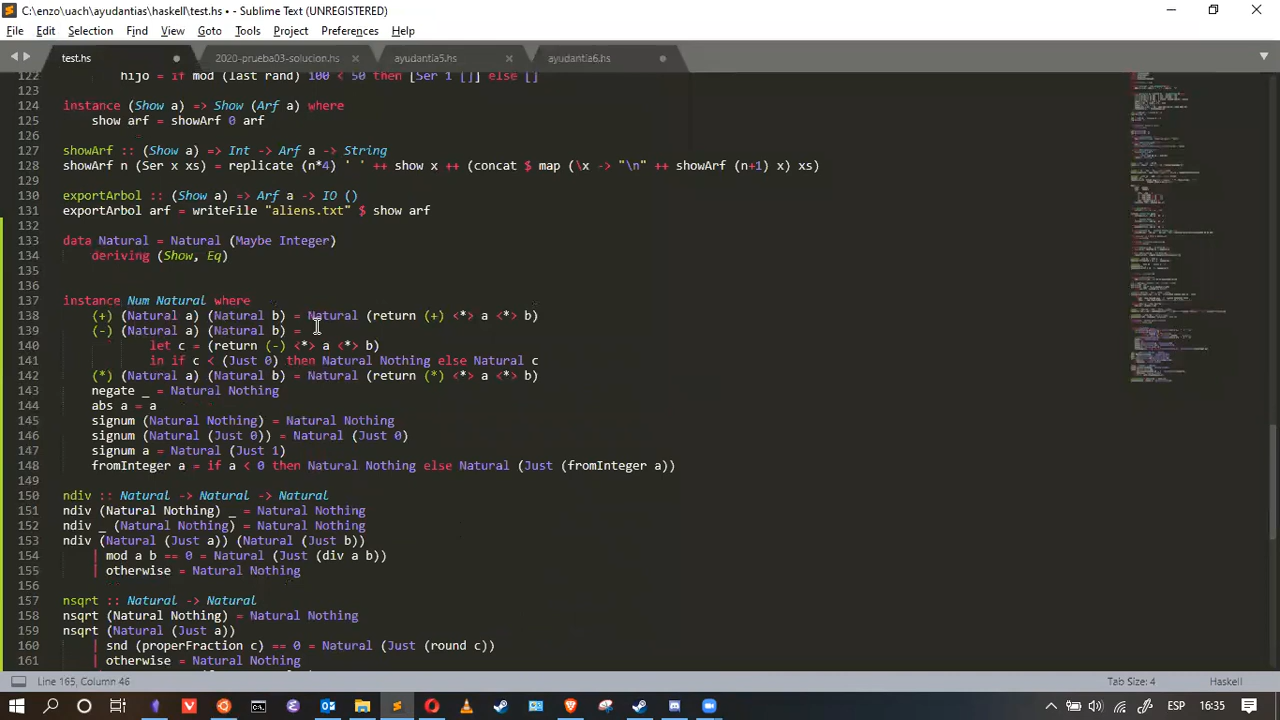 C:\enzo\uach\ayudantias\haskell\test.hs • - Sublime Text (UNREGISTERED)
File Edit Selection Find View Goto Tools Project Preferences Help
test.hs 2020-prueba03-solucion.hs ayudantia5.hs ayudantia6.hs
122 hijo = if mod (last rand) 100 < 50 then [Ser 1 []] else []
123
124 instance (Show a) => Show (Arf a) where
125 show arf = showArf 0 arf
126
127 showArf :: (Show a) => Int -> Arf a -> String
128 showArf n (Ser x xs) = replicate (n*4) ' ' ++ show x ++ (concat $ map (\x -> "\n" ++ showArf (n+1) x) xs)
129
130 exportArbol :: (Show a) => Arf a -> IO ()
131 exportArbol arf = writeFile "aliens.txt" $ show arf
132
133 data Natural = Natural (Maybe Integer)
134 deriving (Show, Eq)
135
136
137 instance Num Natural where
138 (+) (Natural a) (Natural b) = Natural (return (+) <*> a <*> b)
139 (-) (Natural a) (Natural b) =
140 let c = (return (-) <*> a <*> b)
141 in if c < (Just 0) then Natural Nothing else Natural c
142 (*) (Natural a) (Natural b) = Natural (return (*) <*> a <*> b)
143 negate _ = Natural Nothing
144 abs a = a
145 signum (Natural Nothing) = Natural Nothing
146 signum (Natural (Just 0)) = Natural (Just 0)
147 signum a = Natural (Just 1)
148 fromInteger a = if a < 0 then Natural Nothing else Natural (Just (fromInteger a))
149
150 ndiv :: Natural -> Natural -> Natural
151 ndiv (Natural Nothing) _ = Natural Nothing
152 ndiv _ (Natural Nothing) = Natural Nothing
153 ndiv (Natural (Just a)) (Natural (Just b))
154 | mod a b == 0 = Natural (Just (div a b))
155 | otherwise = Natural Nothing
156
157 nsqrt :: Natural -> Natural
158 nsqrt (Natural Nothing) = Natural Nothing
159 nsqrt (Natural (Just a))
160 | snd (properFraction c) == 0 = Natural (Just (round c))
161 | otherwise = Natural Nothing
Line 165, Column 46 Tab Size: 4 Haskell
ESP 16:35